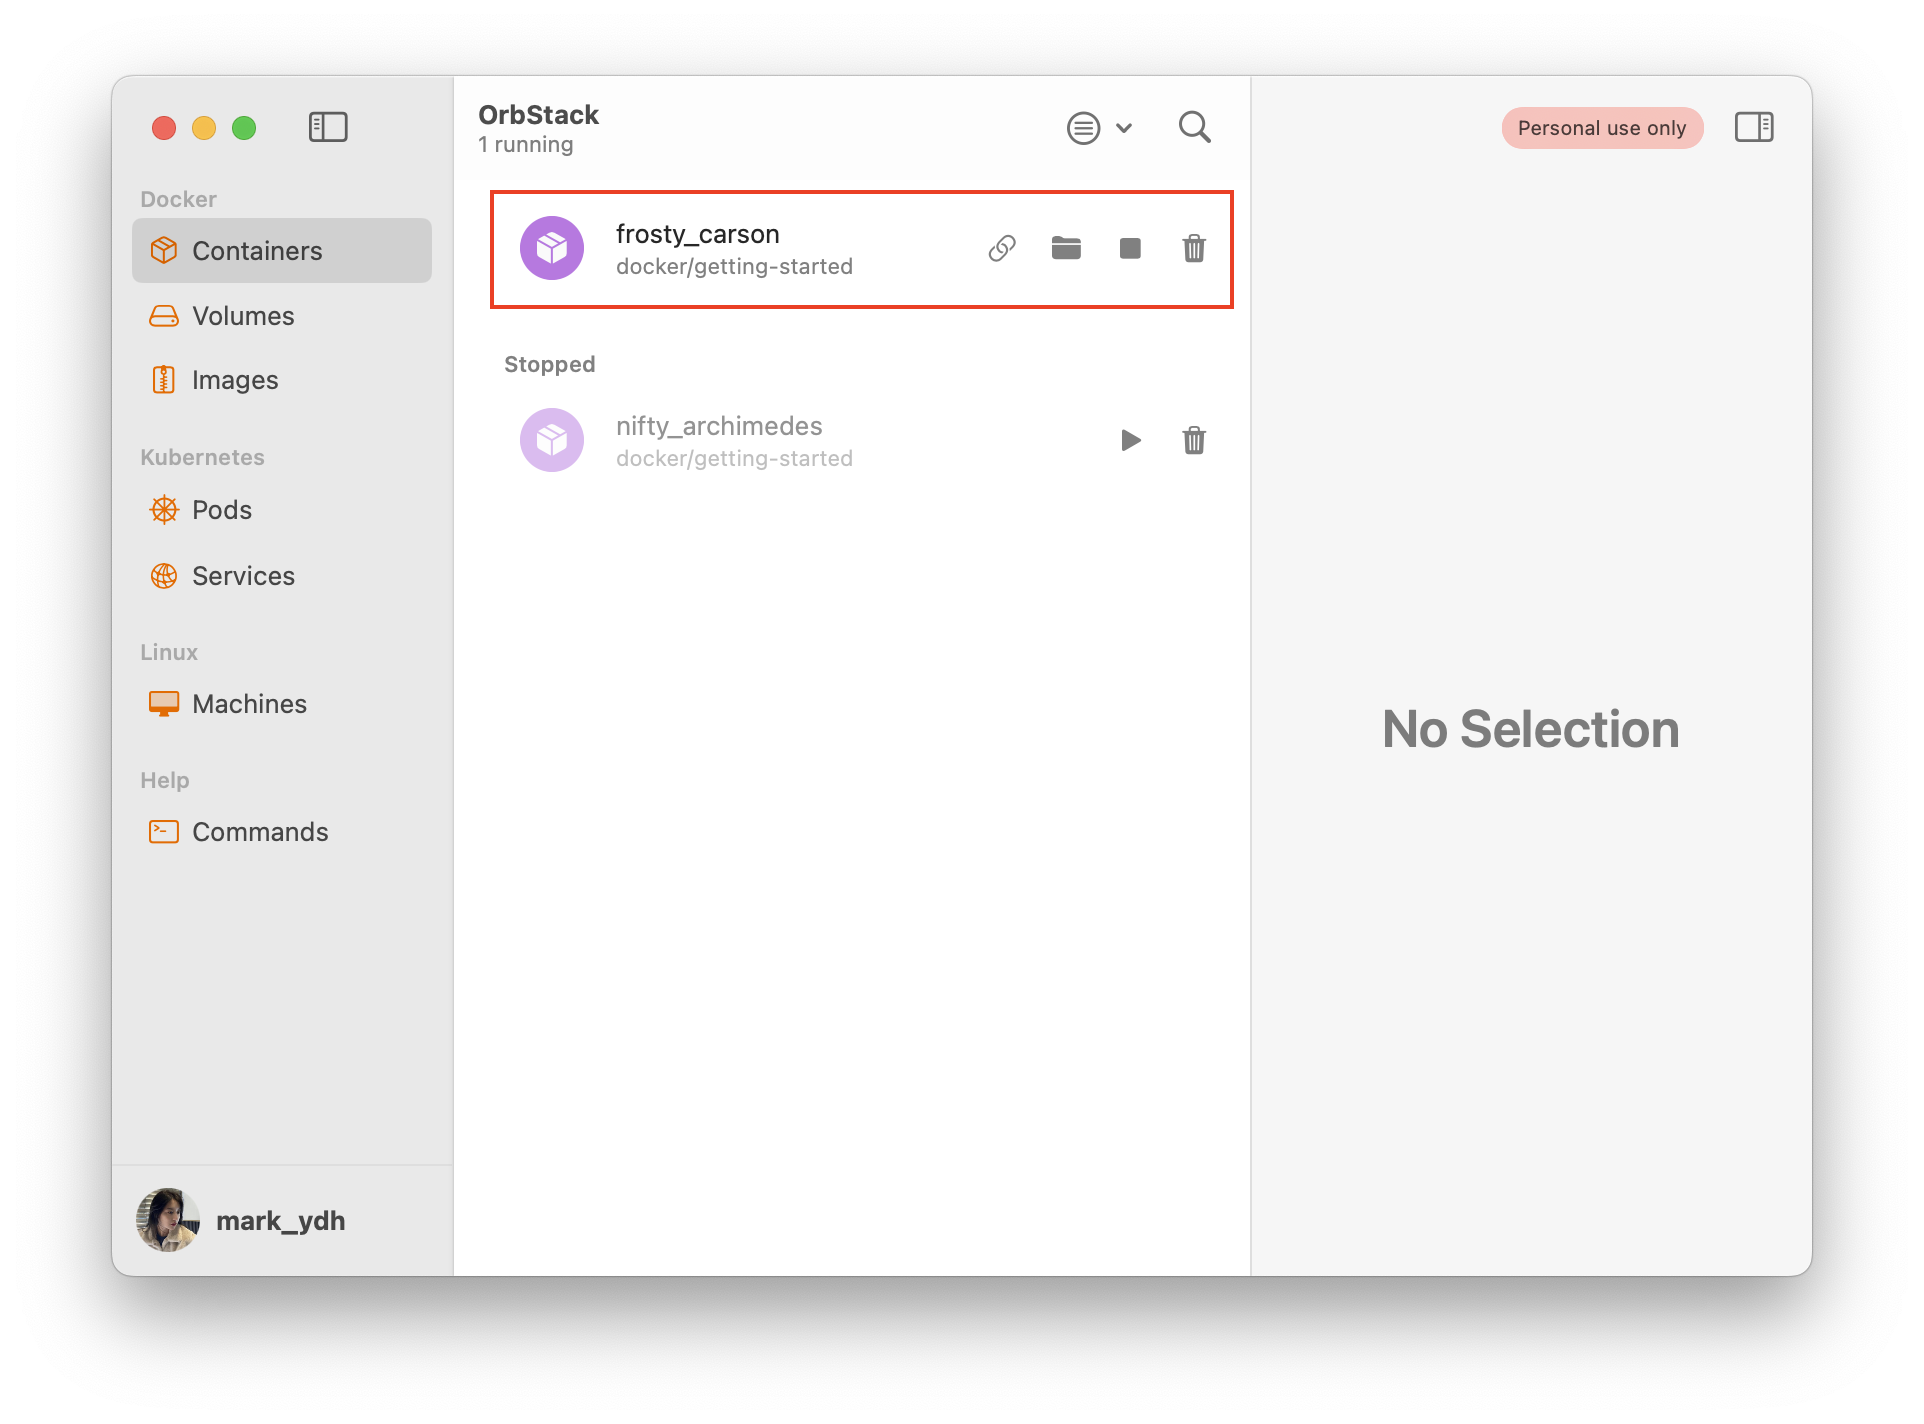 Docker
Containers
Volumes
Images
Kubernetes
Pods
Services
Linux
Machines
Help
Commands
mark_ydh
OrbStack
1 running
frosty_carson
docker/getting-started
Stopped
nifty_archimedes
docker/getting-started
Personal use only
No Selection